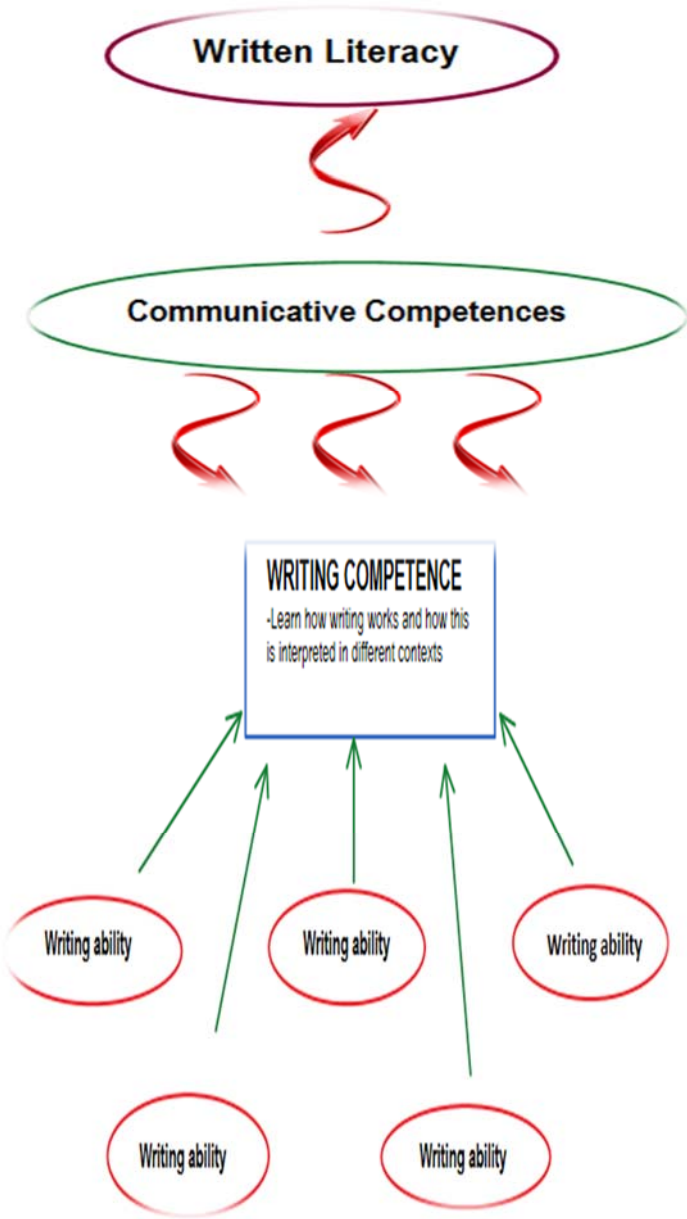 Written Literacy
Communicative Competences
WRITING COMPETENCE
-Learn how writing works and how this
is interpreted in different contexts
Writing ability
Writing ability
Writing ability
Writing ability
Writing ability